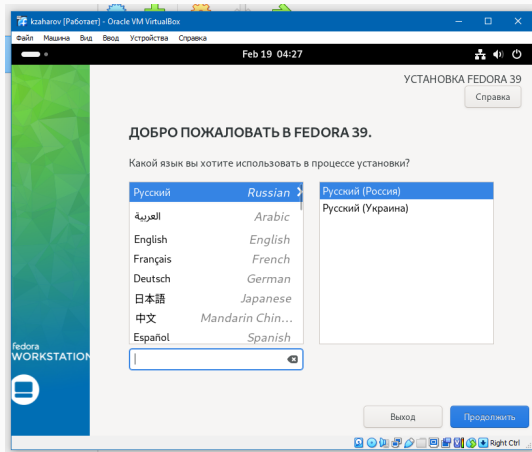 kzaharov [Работает] - Oracle VM VirtualBox
Файл Машина Вид Ввод Устройства Справка
Feb 19 04:27
УСТАНОВКА FEDORA 39
Справка
ДОБРО ПОЖАЛОВАТЬ В FEDORA 39.
Какой язык вы хотите использовать в процессе установки?
Русский Russian
العربية Arabic
English English
Français French
Deutsch German
日本語 Japanese
中文 Mandarin Chin...
Español Spanish
Русский (Россия)
Русский (Украина)
fedora
WORKSTATION
Выход
Продолжить
Right Ctrl